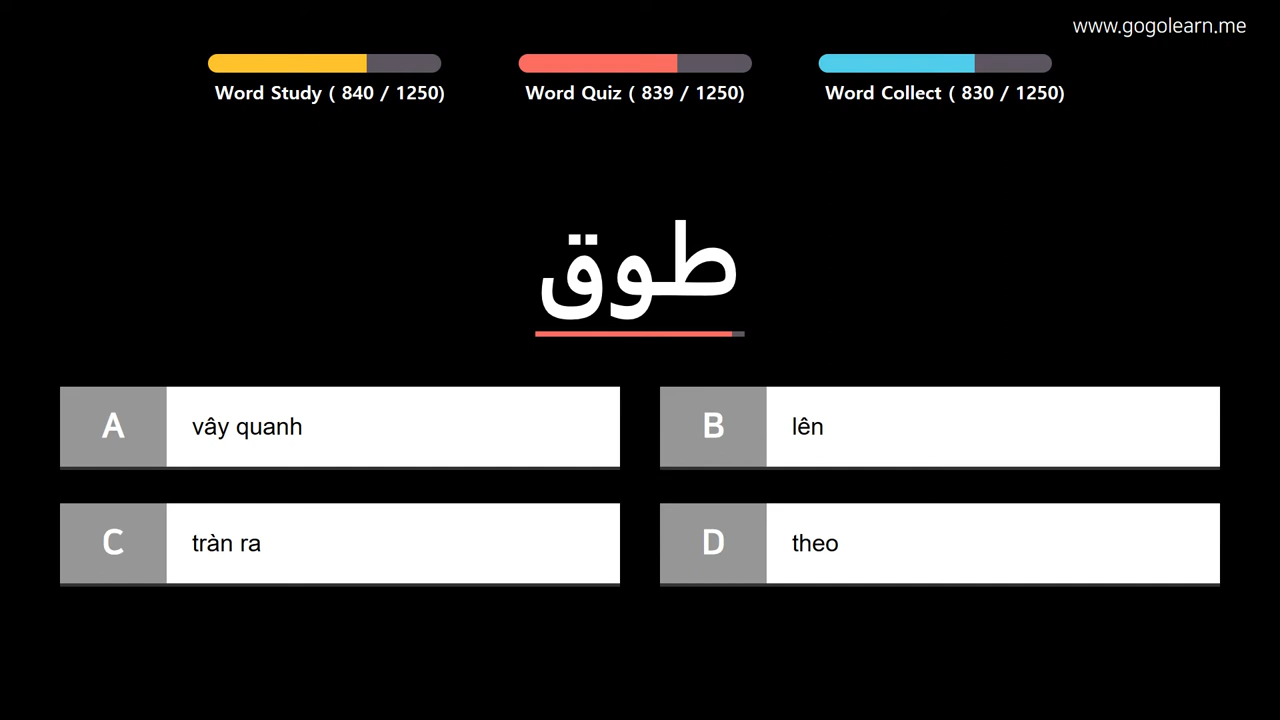 www.gogolearn.me
Word Study ( 840 / 1250)
Word Quiz ( 839 / 1250)
Word Collect ( 830 / 1250)
طوق
A vây quanh
B lên
C tràn ra
D theo